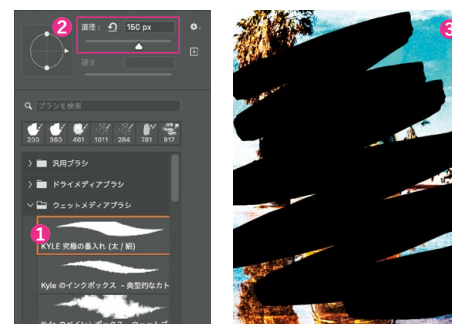 2
直径： 150 px
硬さ：
3
ブラシを検索
200 360 461 1011 284 781 917
汎用ブラシ
ドライメディアブラシ
ウェットメディアブラシ
1
KYLE 究極の墨入れ (太 / 細)
Kyle のインクボックス - 典型的なカト